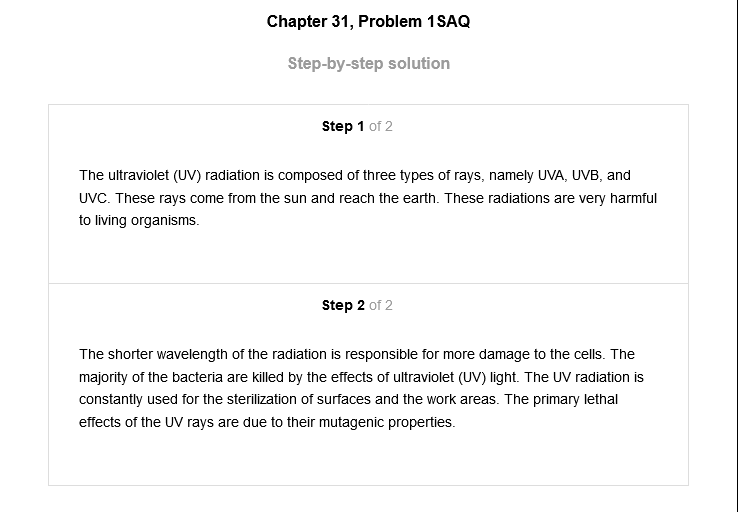 Chapter 31, Problem 1SAQ
Step-by-step solution
Step 1 of 2
The ultraviolet (UV) radiation is composed of three types of rays, namely UVA, UVB, and
UVC. These rays come from the sun and reach the earth. These radiations are very harmful
to living organisms.
Step 2 of 2
The shorter wavelength of the radiation is responsible for more damage to the cells. The
majority of the bacteria are killed by the effects of ultraviolet (UV) light. The UV radiation is
constantly used for the sterilization of surfaces and the work areas. The primary lethal
effects of the UV rays are due to their mutagenic properties.